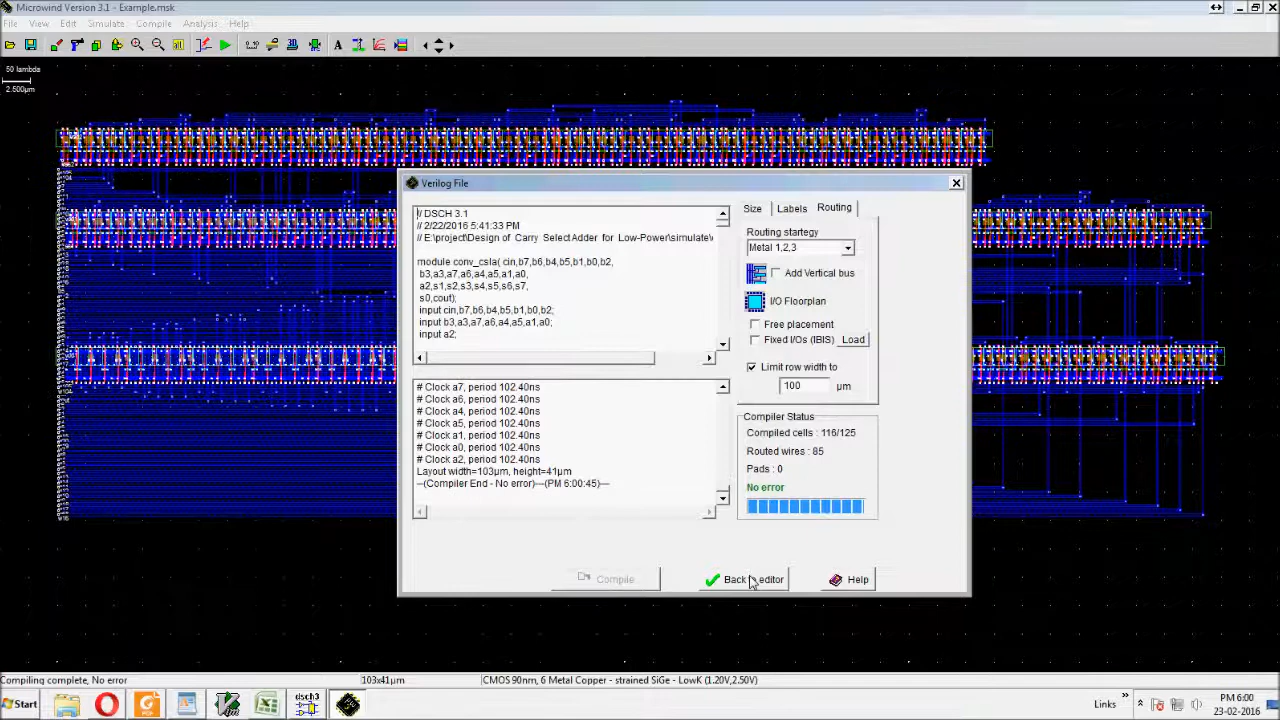 Microwind Version 3.1 - Example.msk
File View Edit Simulate Compile Analysis Help
50 lambda
2.500µm
Verilog File
// DSCH 3.1
// 2/22/2016 5:41:33 PM
// E:\project\Design of Carry SelectAdder for Low-Power\simulate\
module conv_csla( cin,b7,b6,b4,b5,b1,b0,b2,
b3,a3,a7,a6,a4,a5,a1,a0,
a2,s1,s2,s3,s4,s5,s6,s7,
s0,cout);
input cin,b7,b6,b4,b5,b1,b0,b2;
input b3,a3,a7,a6,a4,a5,a1,a0;
input a2;
# Clock a7, period 102.40ns
# Clock a6, period 102.40ns
# Clock a4, period 102.40ns
# Clock a5, period 102.40ns
# Clock a1, period 102.40ns
# Clock a0, period 102.40ns
# Clock a2, period 102.40ns
Layout width=103µm, height=41µm
--(Compiler End - No error)---(PM 6:00:45)---
Size Labels Routing
Routing startegy
Metal 1,2,3
Add Vertical bus
I/O Floorplan
Free placement
Fixed I/Os (IBIS) Load
Limit row width to
100 µm
Compiler Status
Compiled cells : 116/125
Routed wires : 85
Pads : 0
No error
Compile Back editor Help
Compiling complete, No error 103x41µm CMOS 90nm, 6 Metal Copper - strained SiGe - LowK (1.20V,2.50V)
Start dsch3 Links PM 6:00
23-02-2016